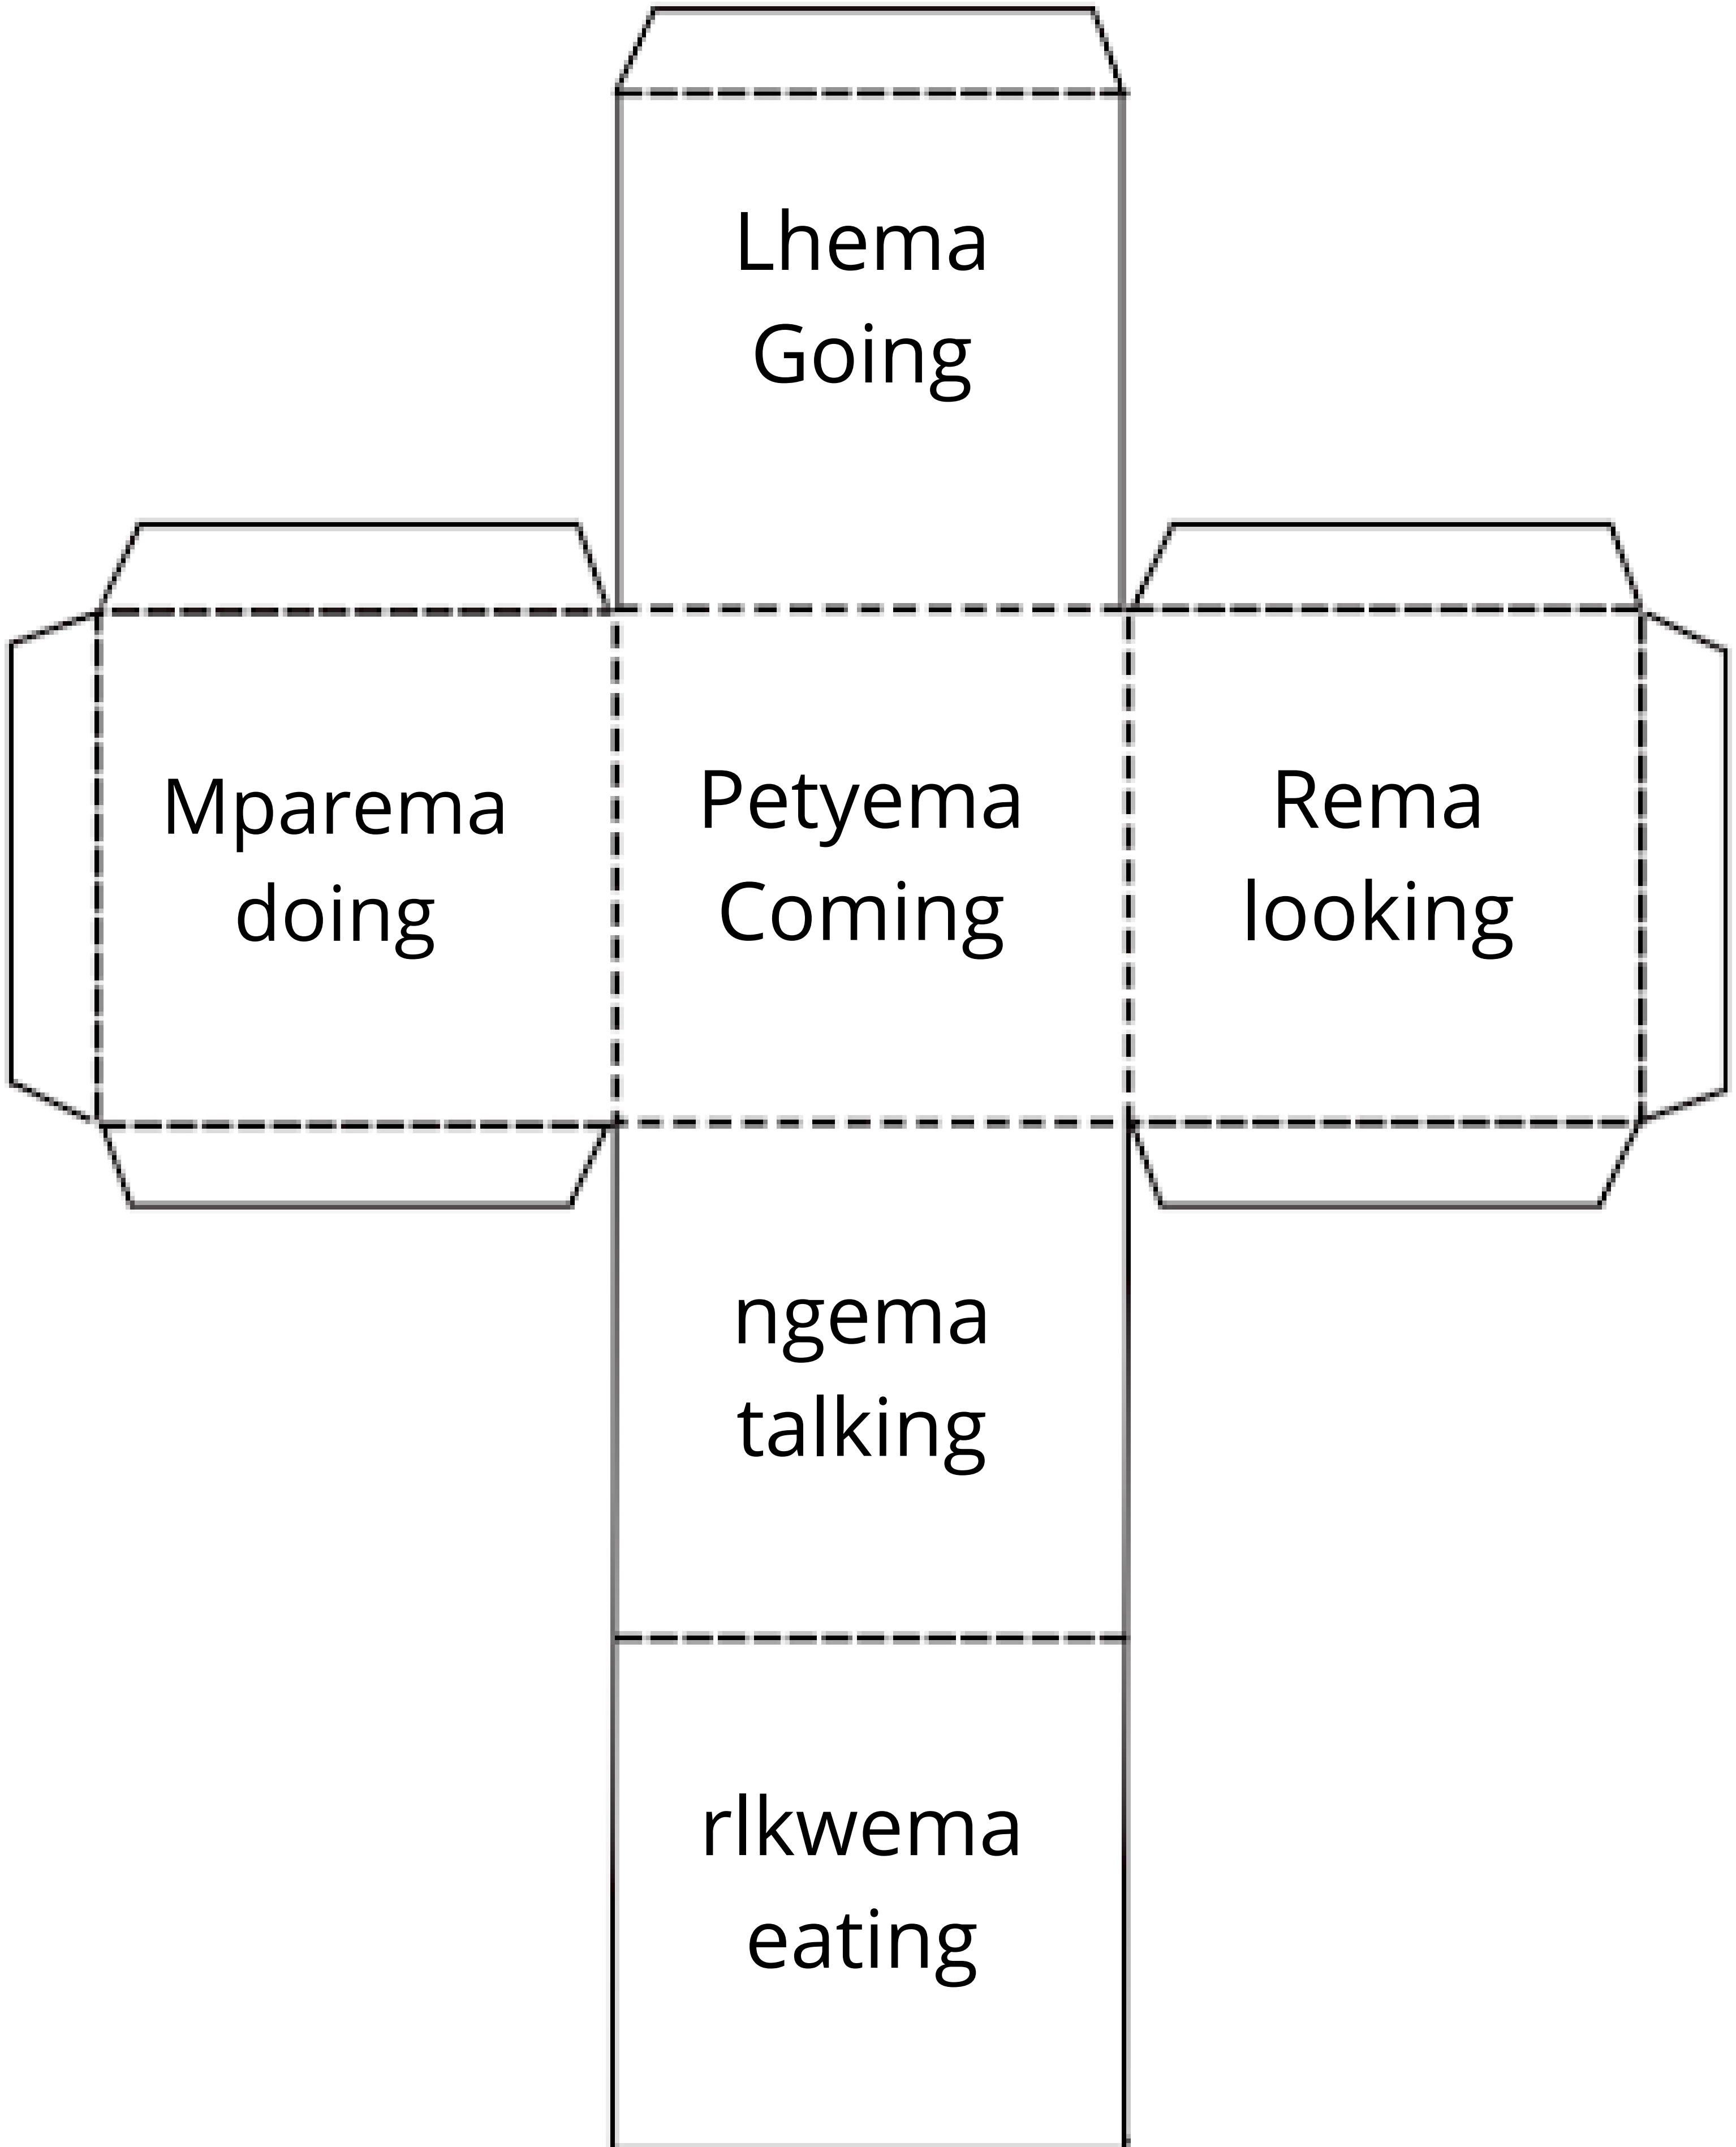 Lhema
Going
Mparema
doing
Petyema
Coming
Rema
looking
ngema
talking
rlkwema
eating